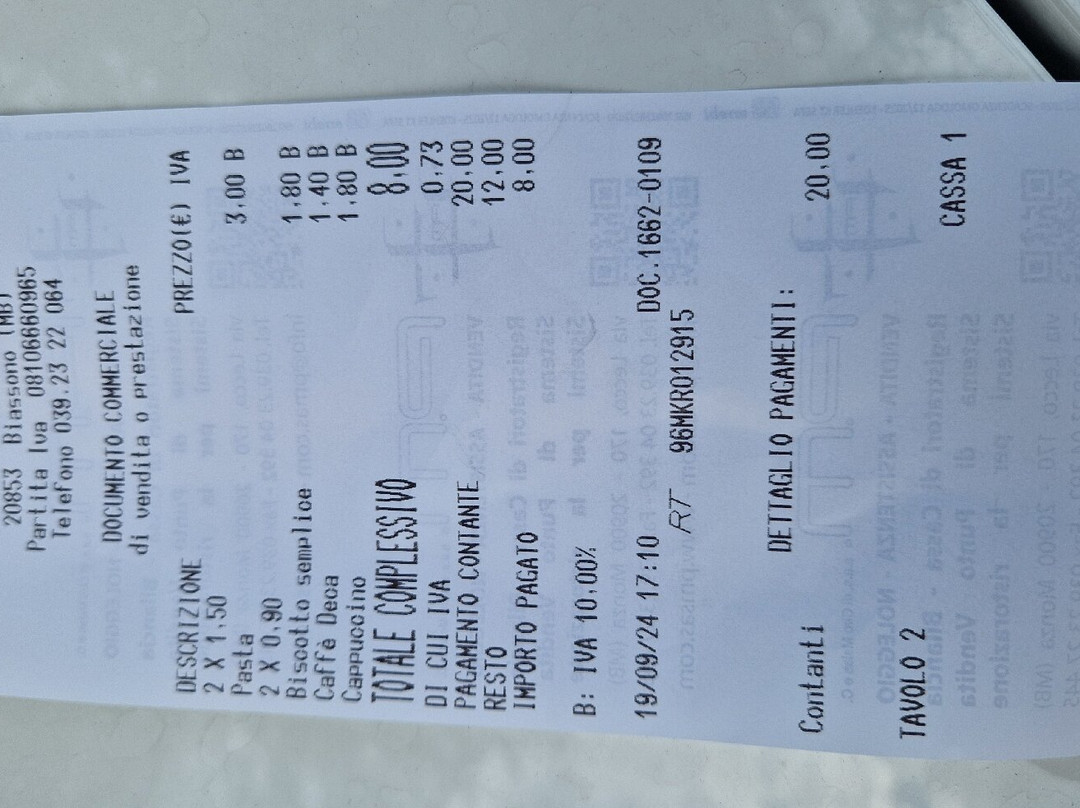 20853 Biassono (MB)
Partita Iva 08106660965
Telefono 039.23 22 064
DOCUMENTO COMMERCIALE
di vendita o prestazione
DESCRIZIONE PREZZO(€) IVA
2 X 1,50
Pasta 3,00 B
2 X 0,90
Biscotto semplice 1,80 B
Caffè Deca 1,40 B
Cappuccino 1,80 B
TOTALE COMPLESSIVO 8,00
DI CUI IVA 0,73
PAGAMENTO CONTANTE 20,00
RESTO 12,00
IMPORTO PAGATO 8,00
B: IVA 10,00%
19/09/24 17:10 DOC.1662-0109
RT 96MKR012915
DETTAGLIO PAGAMENTI:
Contanti 20,00
TAVOLO 2
CASSA 1